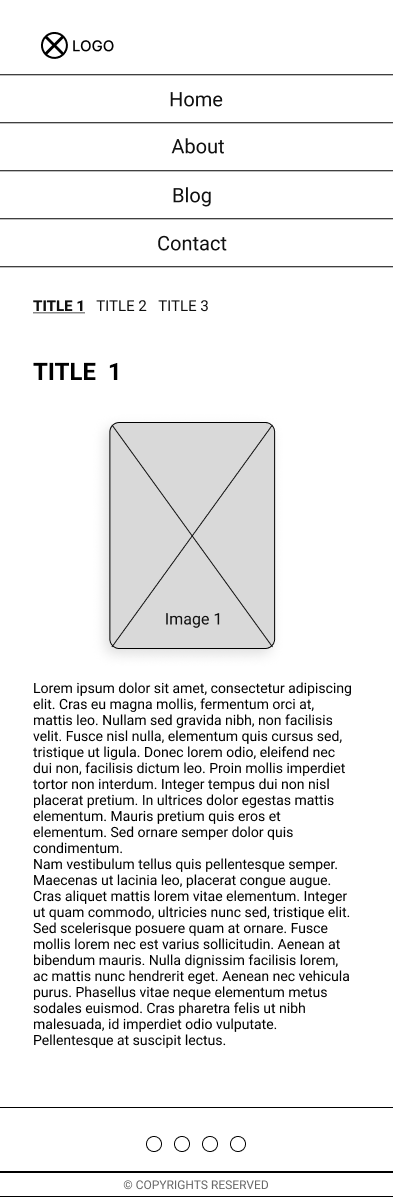 LOGO
Home
About
Blog
Contact
TITLE 1 TITLE 2 TITLE 3
TITLE 1
Image 1
Lorem ipsum dolor sit amet, consectetur adipiscing
elit. Cras eu magna mollis, fermentum orci at,
mattis leo. Nullam sed gravida nibh, non facilisis
velit. Fusce nisl nulla, elementum quis cursus sed,
tristique ut ligula. Donec lorem odio, eleifend nec
dui non, facilisis dictum leo. Proin mollis imperdiet
tortor non interdum. Integer tempus dui non nisl
placerat pretium. In ultrices dolor egestas mattis
elementum. Mauris pretium quis eros et
elementum. Sed ornare semper dolor quis
condimentum.
Nam vestibulum tellus quis pellentesque semper.
Maecenas ut lacinia leo, placerat congue augue.
Cras aliquet mattis lorem vitae elementum. Integer
ut quam commodo, ultricies nunc sed, tristique elit.
Sed scelerisque posuere quam at ornare. Fusce
mollis lorem nec est varius sollicitudin. Aenean at
bibendum mauris. Nulla dignissim facilisis lorem,
ac mattis nunc hendrerit eget. Aenean nec vehicula
purus. Phasellus vitae neque elementum metus
sodales euismod. Cras pharetra felis ut nibh
malesuada, id imperdiet odio vulputate.
Pellentesque at suscipit lectus.
© COPYRIGHTS RESERVED